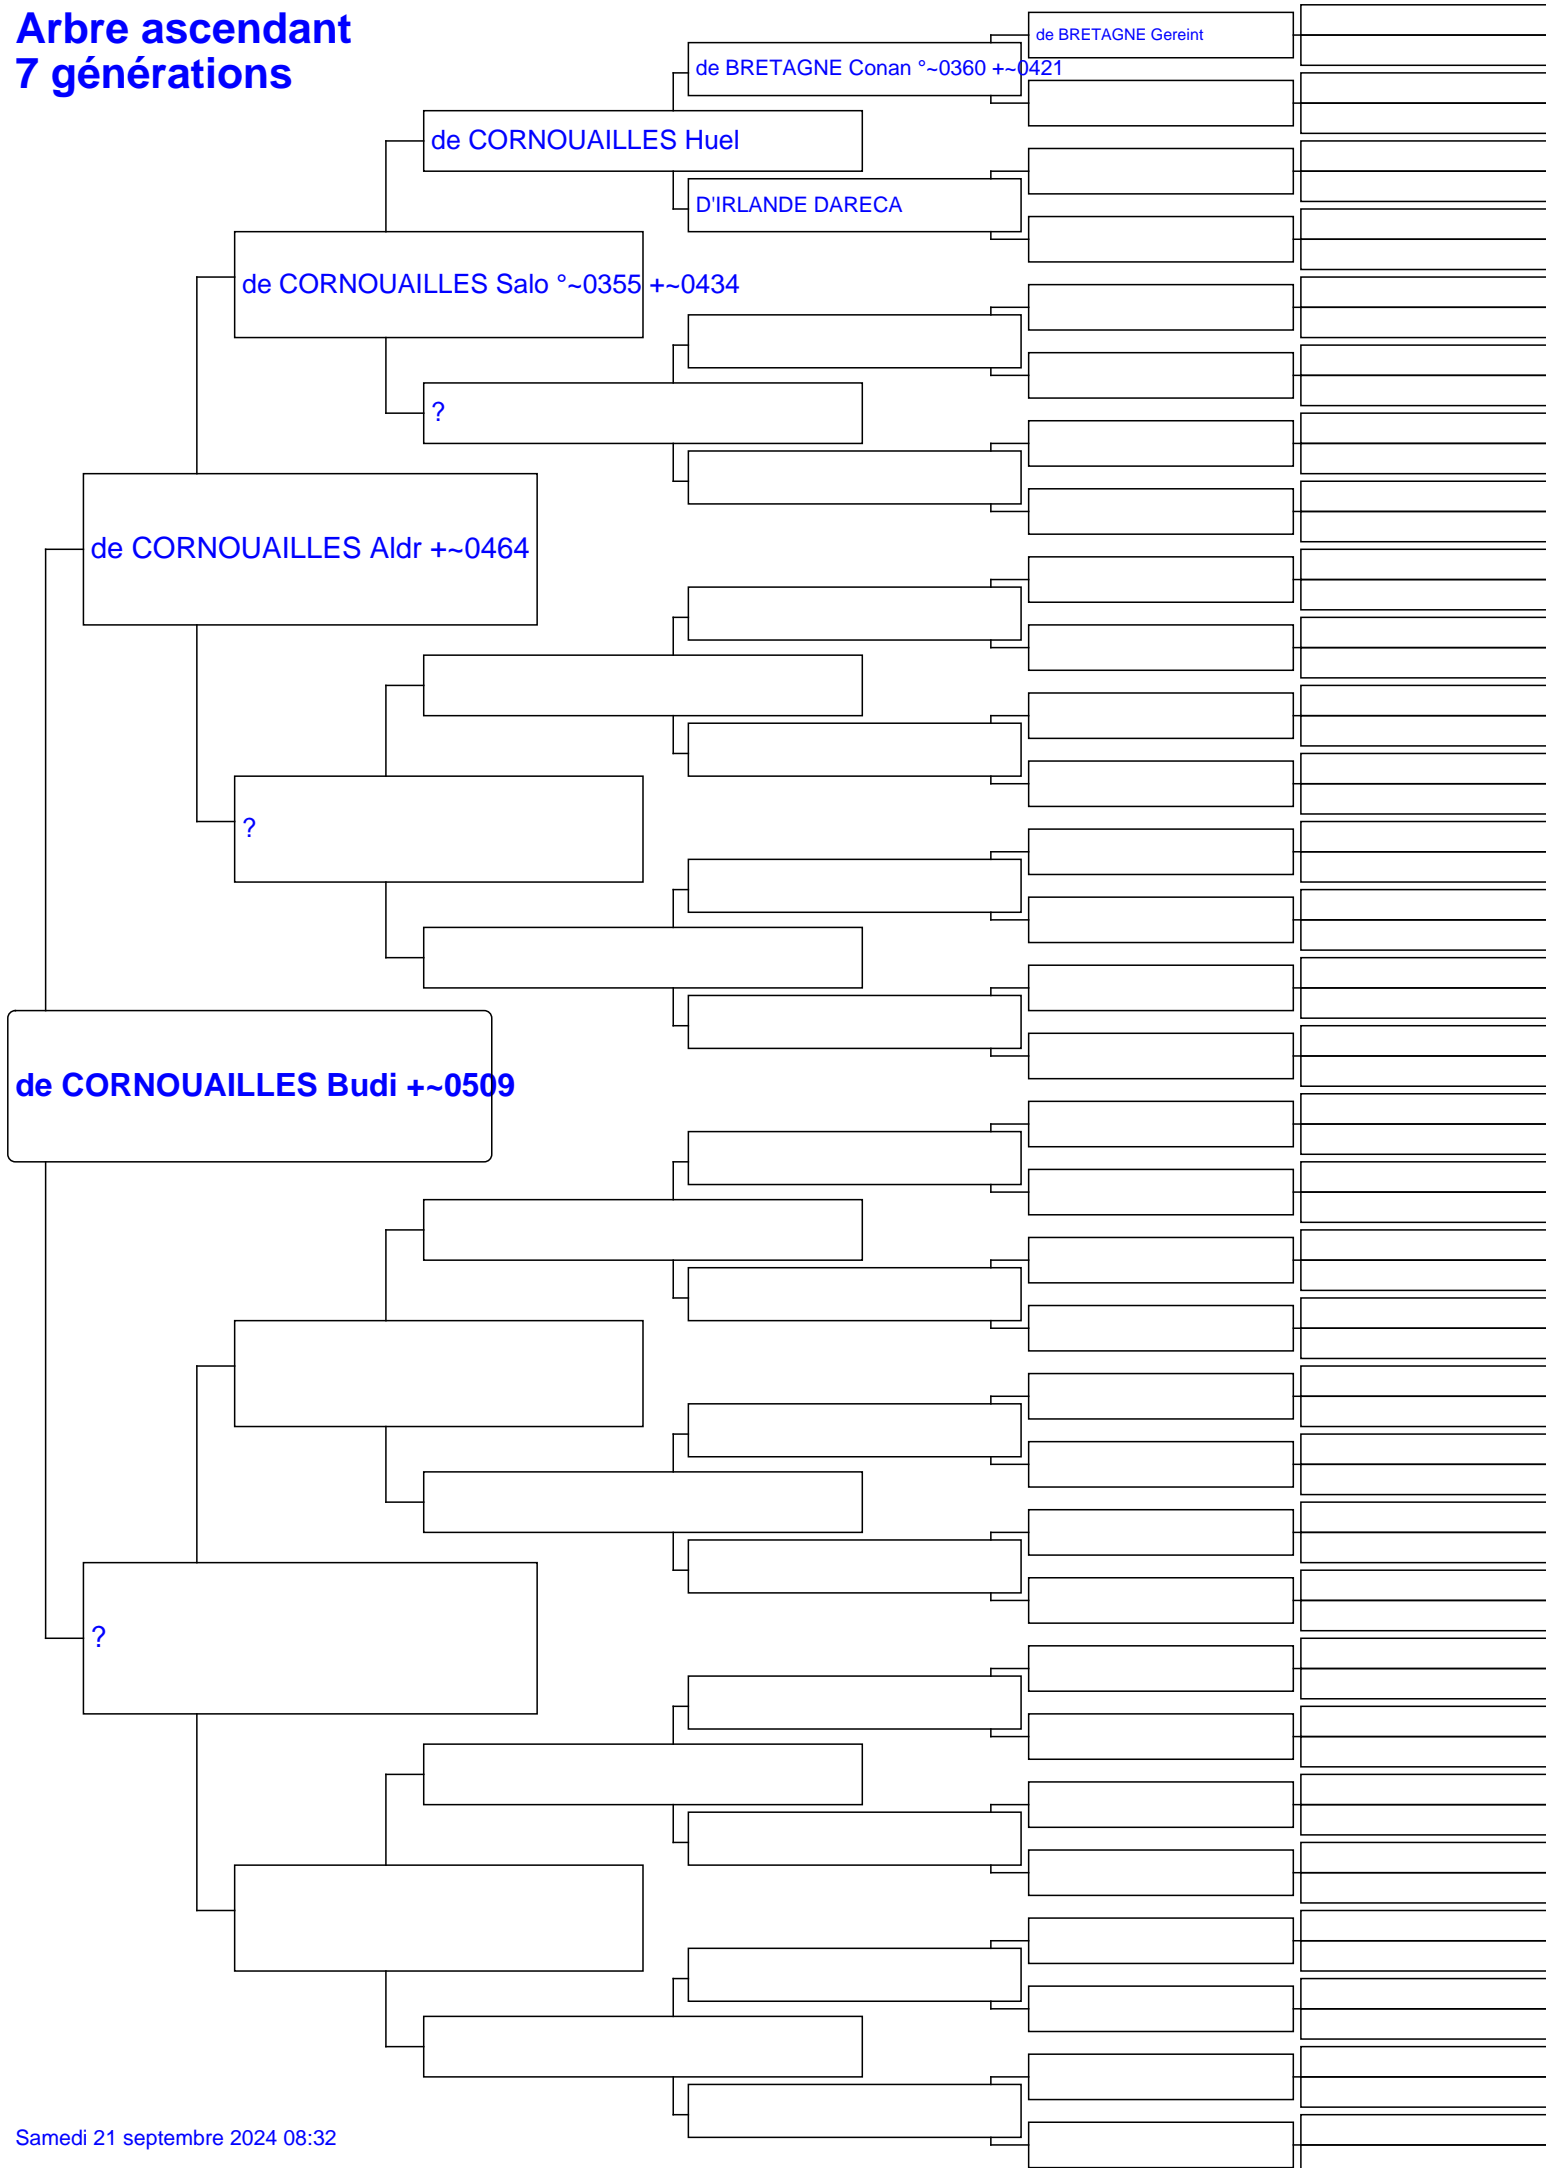 Arbre ascendant
7 générations
de BRETAGNE Gereint
de BRETAGNE Conan °~0360 +~0421
de CORNOUAILLES Huel
D'IRLANDE DARECA
de CORNOUAILLES Salo °~0355 +~0434
?
de CORNOUAILLES Aldr +~0464
?
de CORNOUAILLES Budi +~0509
?
Samedi 21 septembre 2024 08:32